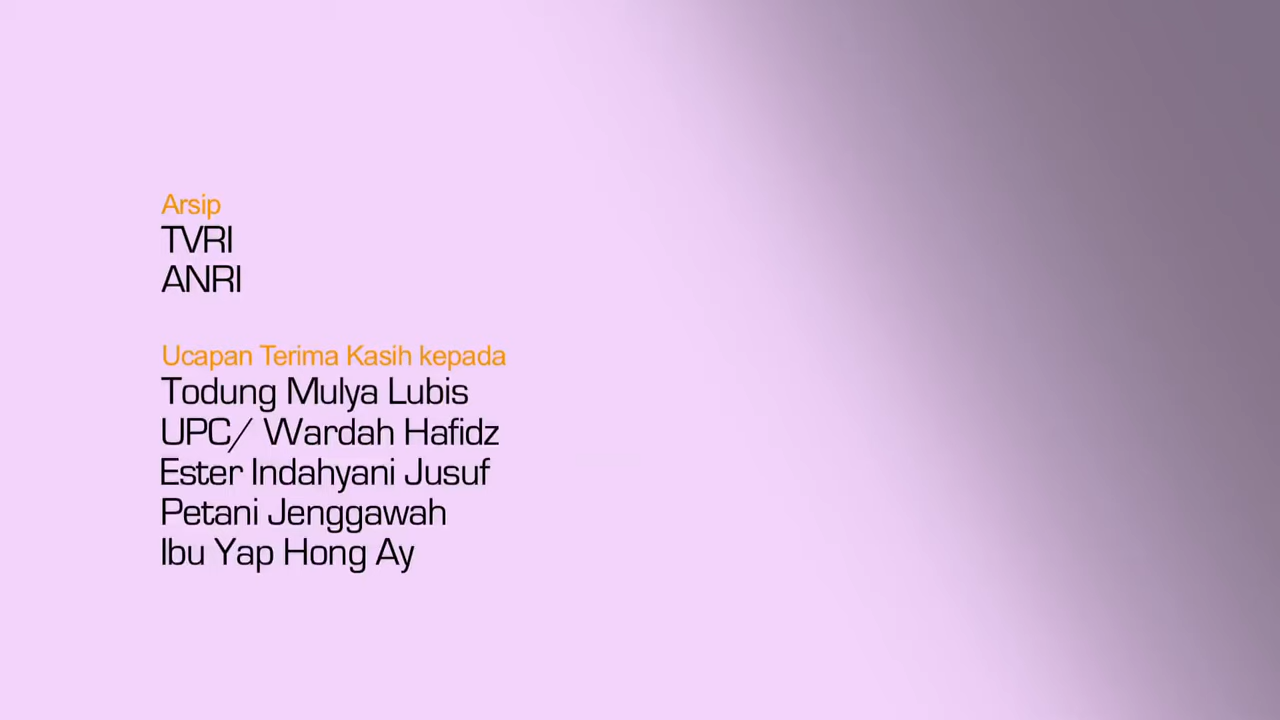 Arsip
TVRI
ANRI
Ucapan Terima Kasih kepada
Todung Mulya Lubis
UPC/ Wardah Hafidz
Ester Indahyani Jusuf
Petani Jenggawah
Ibu Yap Hong Ay